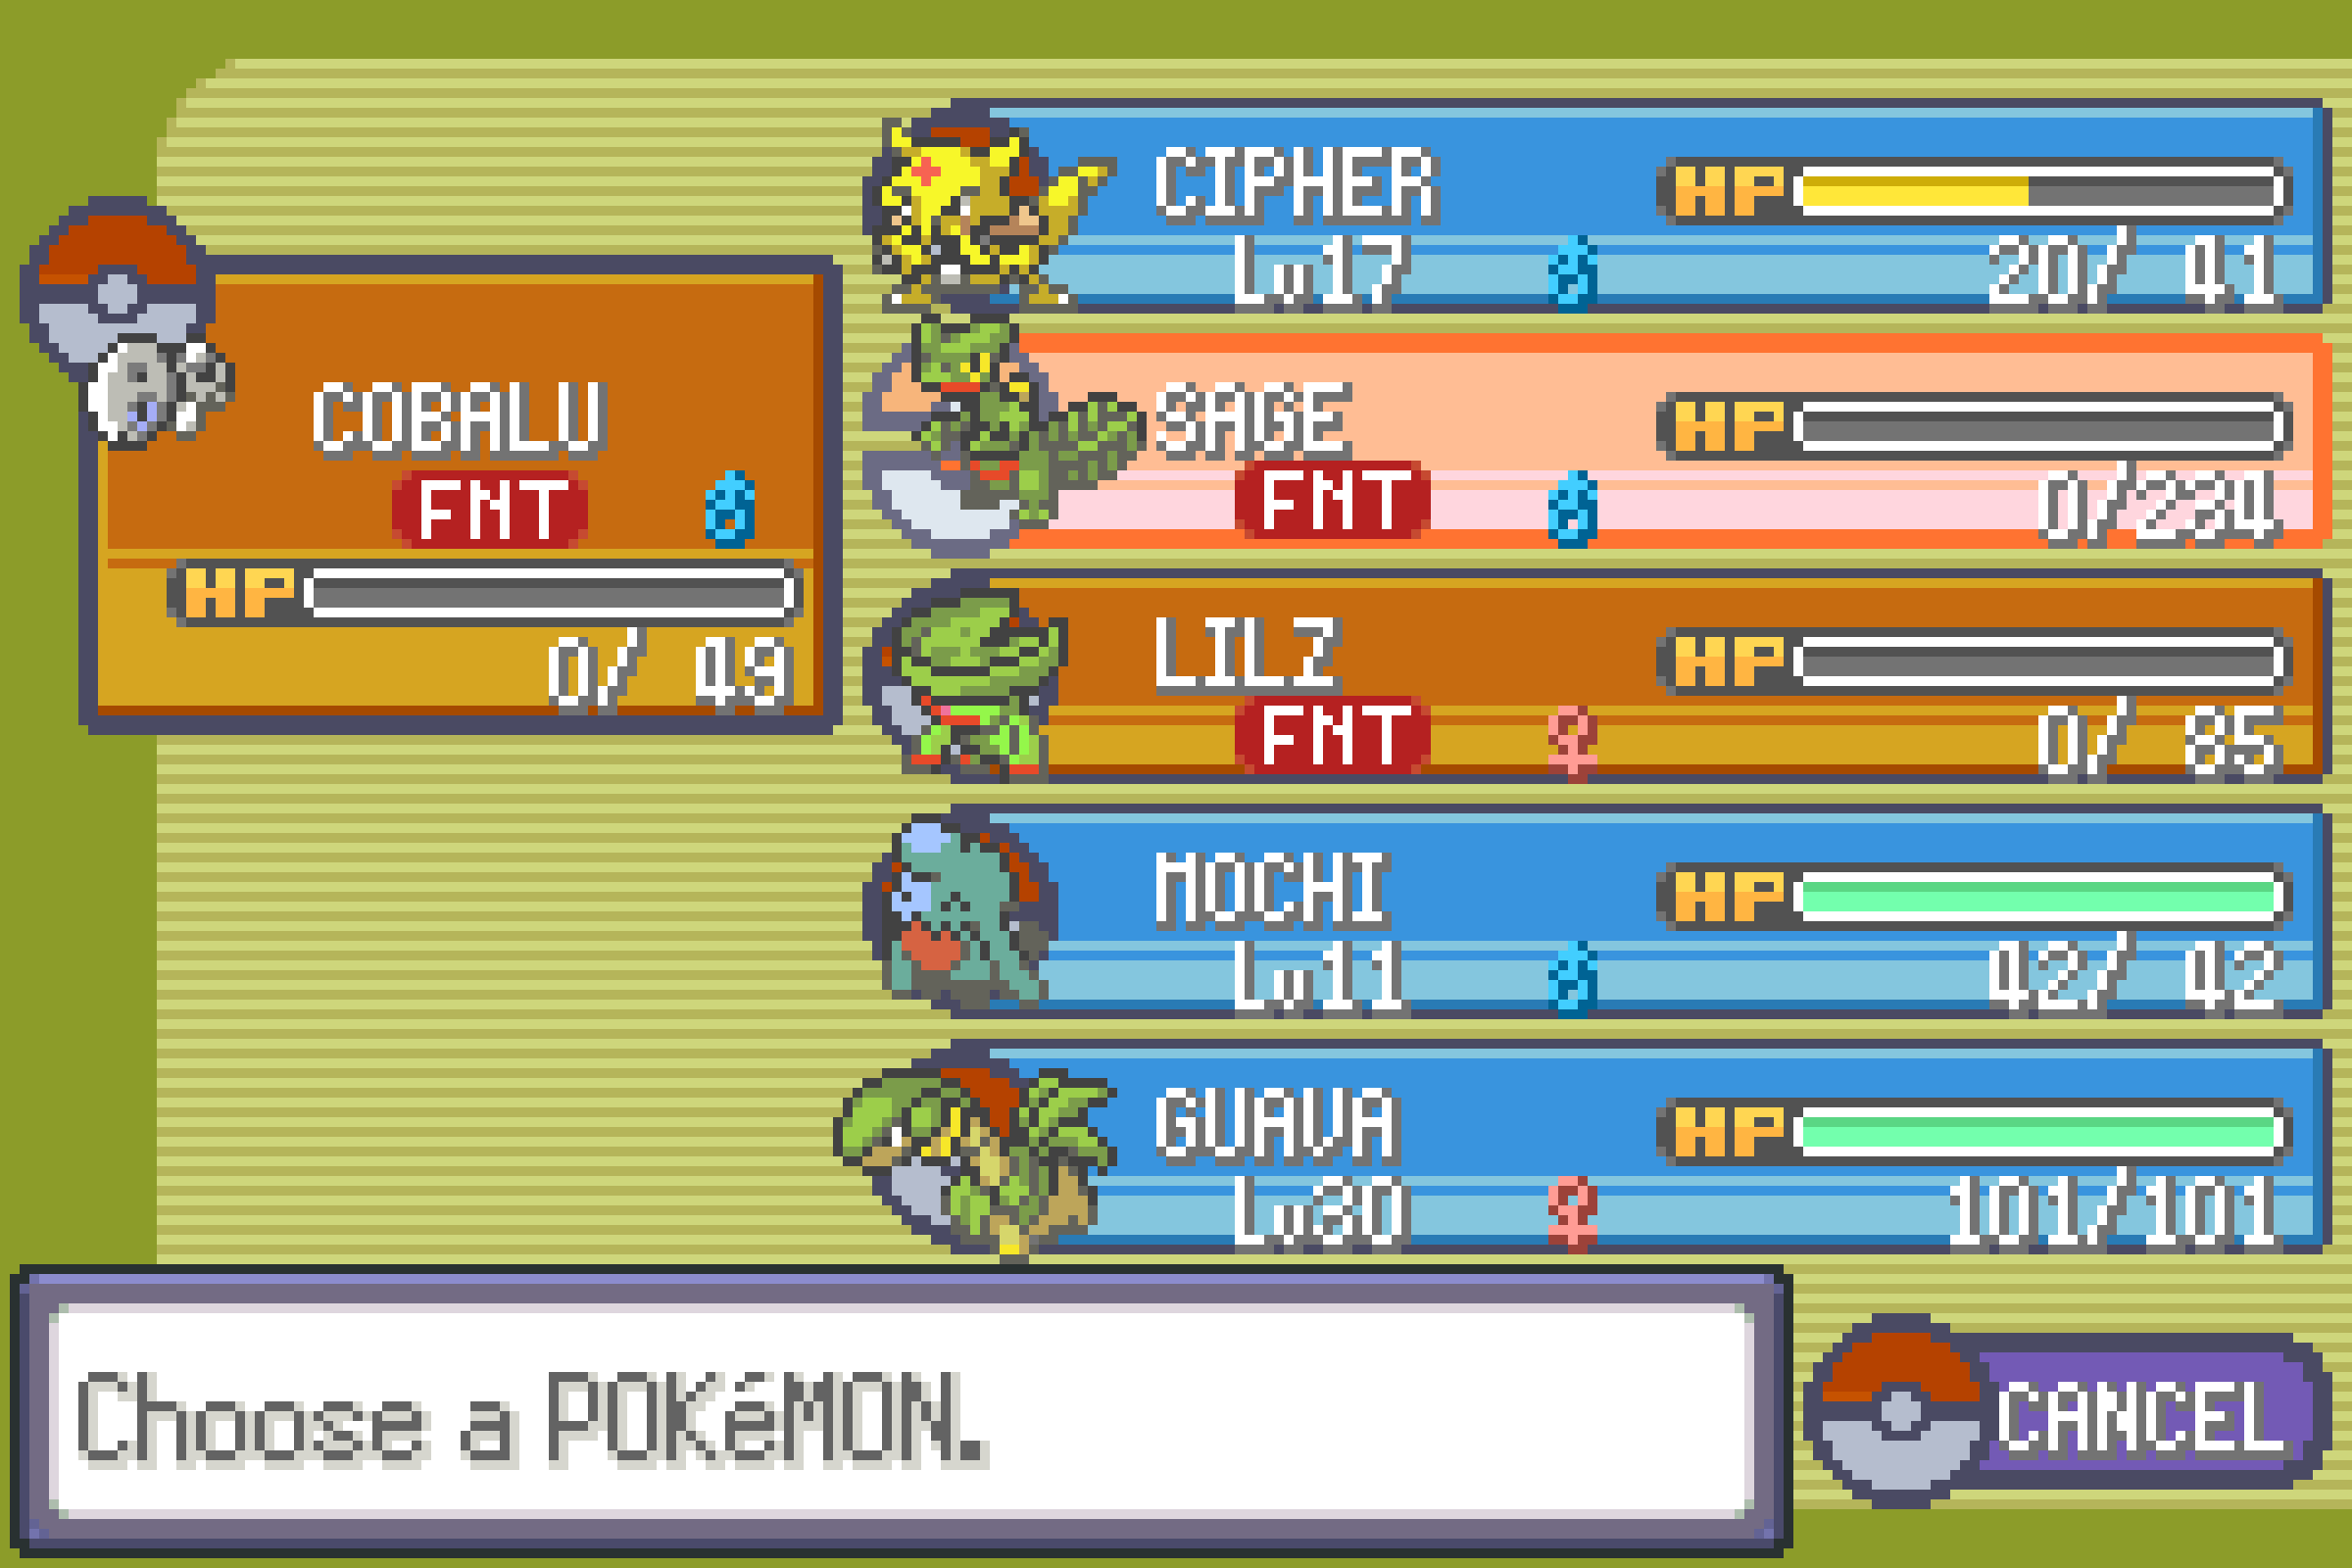 COBALU
FNT ♂
HP
0/ 49
CIPHER
HP
Lv17 ♂ 20/ 41
SAGE
HP
FNT ♂ 0/234
LILZ
HP
FNT ♀ 0/ 85
MOCHI
HP
Lv11 ♂ 42/ 42
GUAVA
HP
Lv30 ♀ 101/101
Choose a POKéMON.
CANCEL